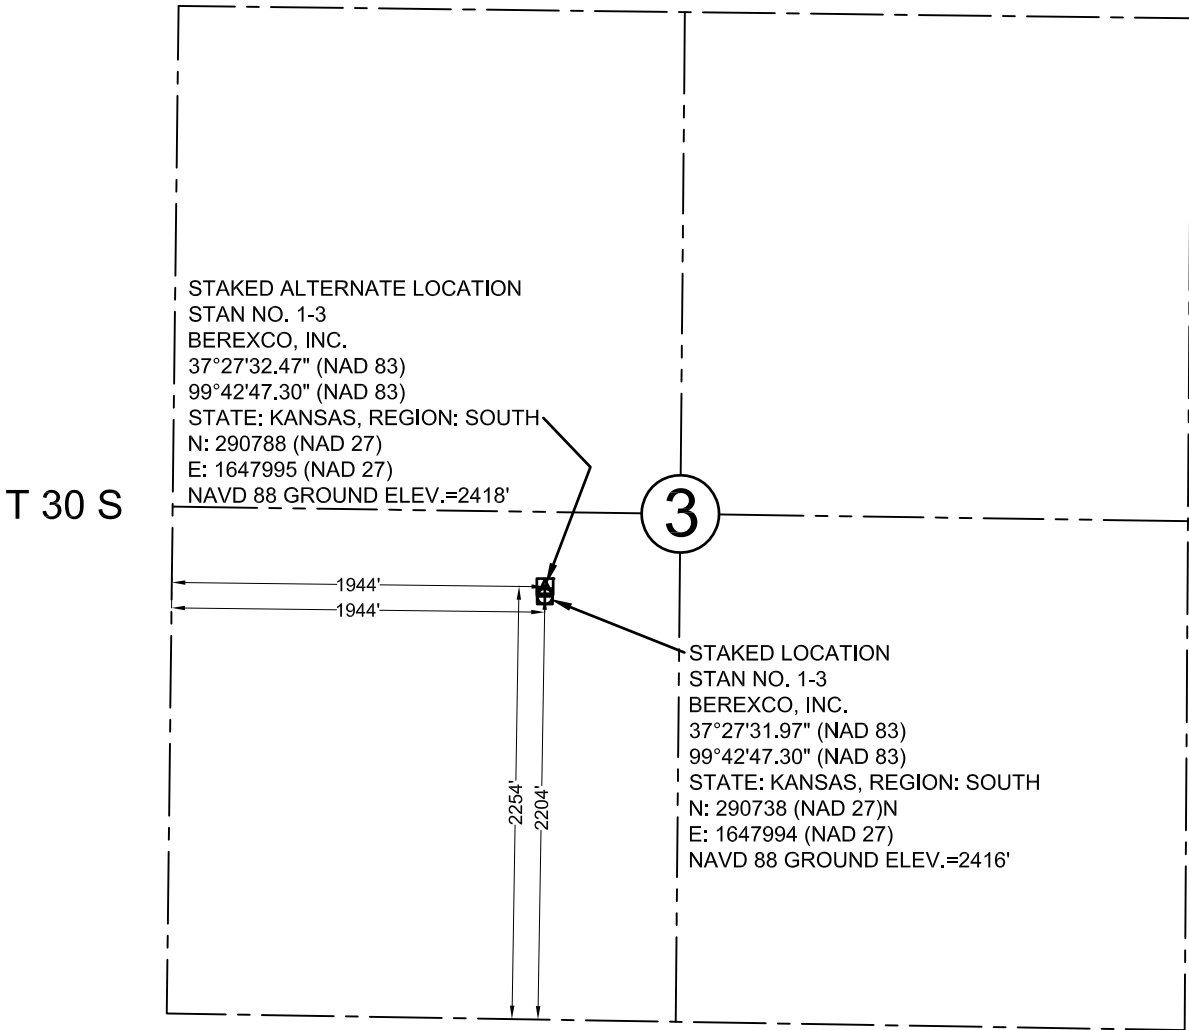 STAKED ALTERNATE LOCATION
STAN NO. 1-3
BEREXCO, INC.
37°27'32.47" (NAD 83)
99°42'47.30" (NAD 83)
STATE: KANSAS, REGION: SOUTH
N: 290788 (NAD 27)
E: 1647995 (NAD 27)
NAVD 88 GROUND ELEV.=2418'
T 30 S
3
1944'
1944'
2254'
2204'
STAKED LOCATION
STAN NO. 1-3
BEREXCO, INC.
37°27'31.97" (NAD 83)
99°42'47.30" (NAD 83)
STATE: KANSAS, REGION: SOUTH
N: 290738 (NAD 27)N
E: 1647994 (NAD 27)
NAVD 88 GROUND ELEV.=2416'